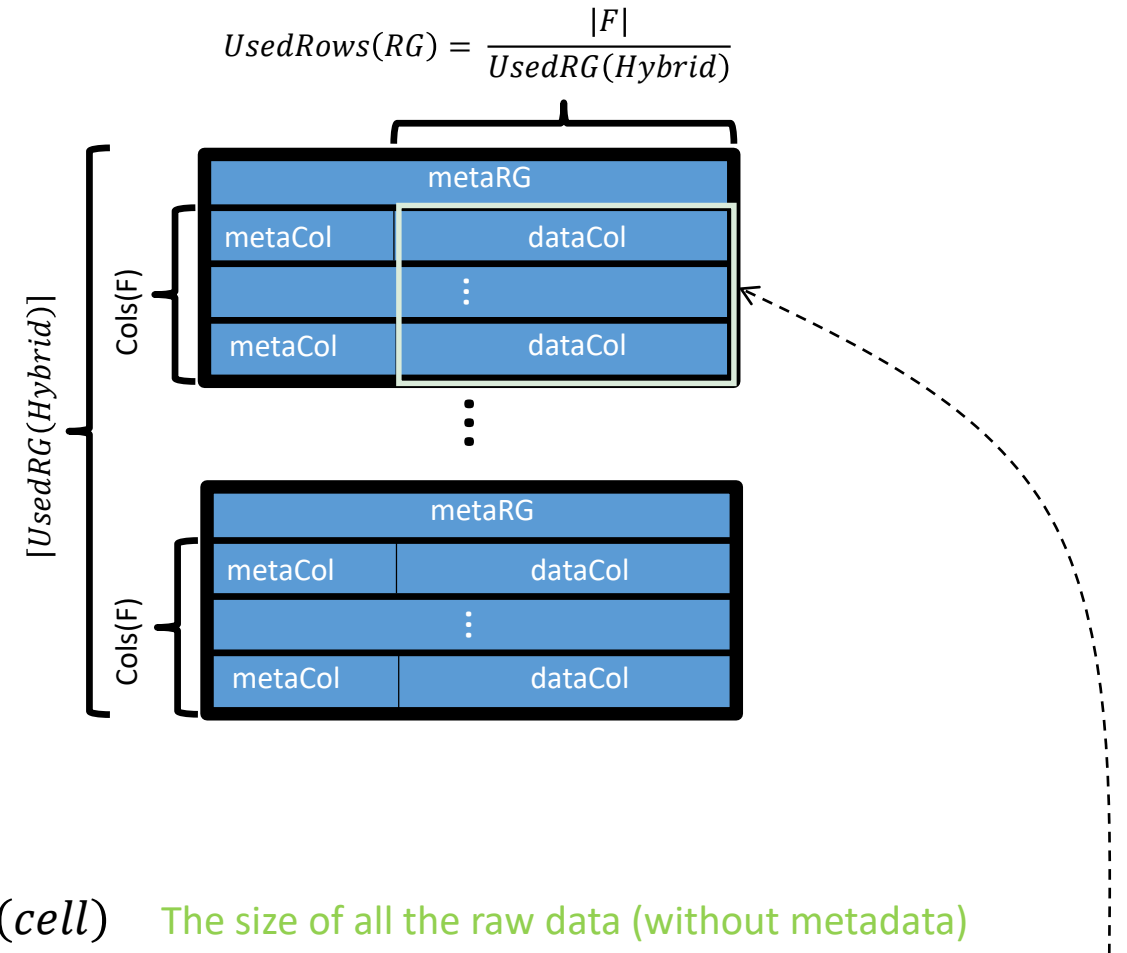 UsedRows(RG) = |F| / UsedRG(Hybrid)
metaRG
metaCol dataCol
⋮
metaCol dataCol
Cols(F)
⌈UsedRG(Hybrid)⌉
⋮
metaRG
metaCol dataCol
⋮
metaCol dataCol
Cols(F)
(cell) The size of all the raw data (without metadata)